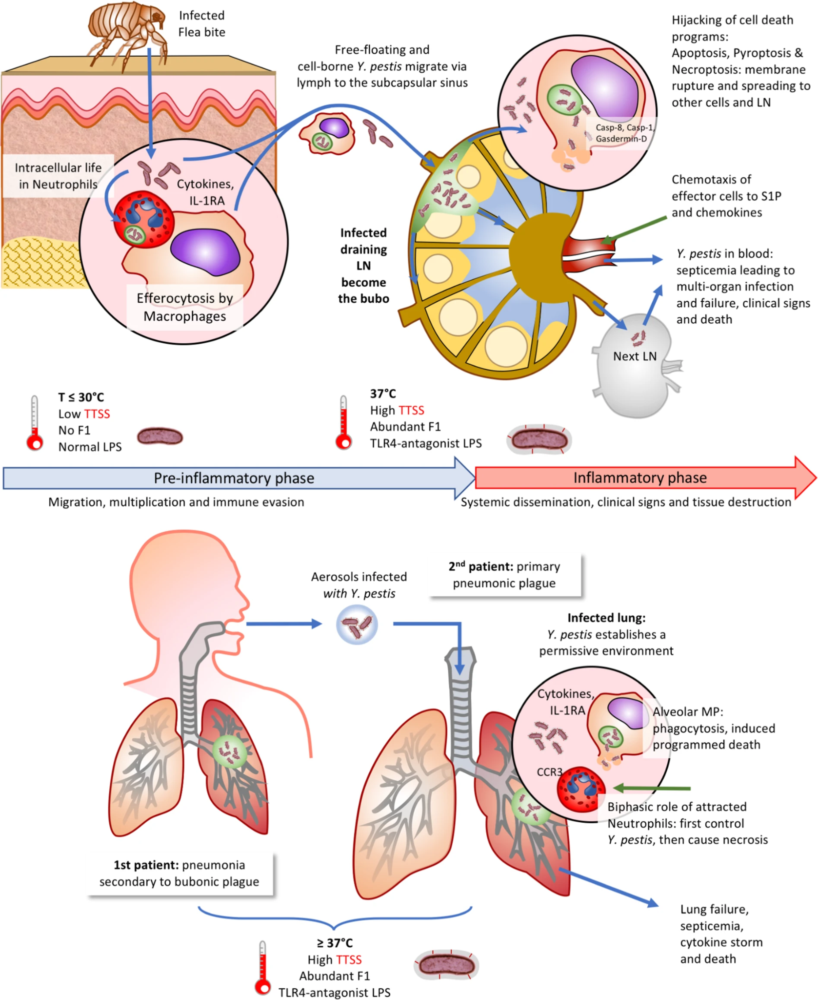 Infected
Flea bite
Free-floating and
cell-borne Y. pestis migrate via
lymph to the subcapsular sinus
Hijacking of cell death
programs:
Apoptosis, Pyroptosis &
Necroptosis: membrane
rupture and spreading to
other cells and LN
Casp-8, Casp-1,
Gasdermin-D
Intracellular life
in Neutrophils
Cytokines,
IL-1RA
Efferocytosis by
Macrophages
Infected
draining
LN
become
the bubo
Chemotaxis of
effector cells to S1P
and chemokines
Y. pestis in blood:
septicemia leading to
multi-organ infection
and failure, clinical signs
and death
Next LN
T ≤ 30°C
Low TTSS
No F1
Normal LPS
37°C
High TTSS
Abundant F1
TLR4-antagonist LPS
Pre-inflammatory phase
Inflammatory phase
Migration, multiplication and immune evasion
Systemic dissemination, clinical signs and tissue destruction
Aerosols infected
with Y. pestis
2nd patient: primary
pneumonic plague
Infected lung:
Y. pestis establishes a
permissive environment
Cytokines,
IL-1RA
Alveolar MP:
phagocytosis, induced
programmed death
CCR3
Biphasic role of attracted
Neutrophils: first control
Y. pestis, then cause necrosis
1st patient: pneumonia
secondary to bubonic plague
Lung failure,
septicemia,
cytokine storm
and death
≥ 37°C
High TTSS
Abundant F1
TLR4-antagonist LPS